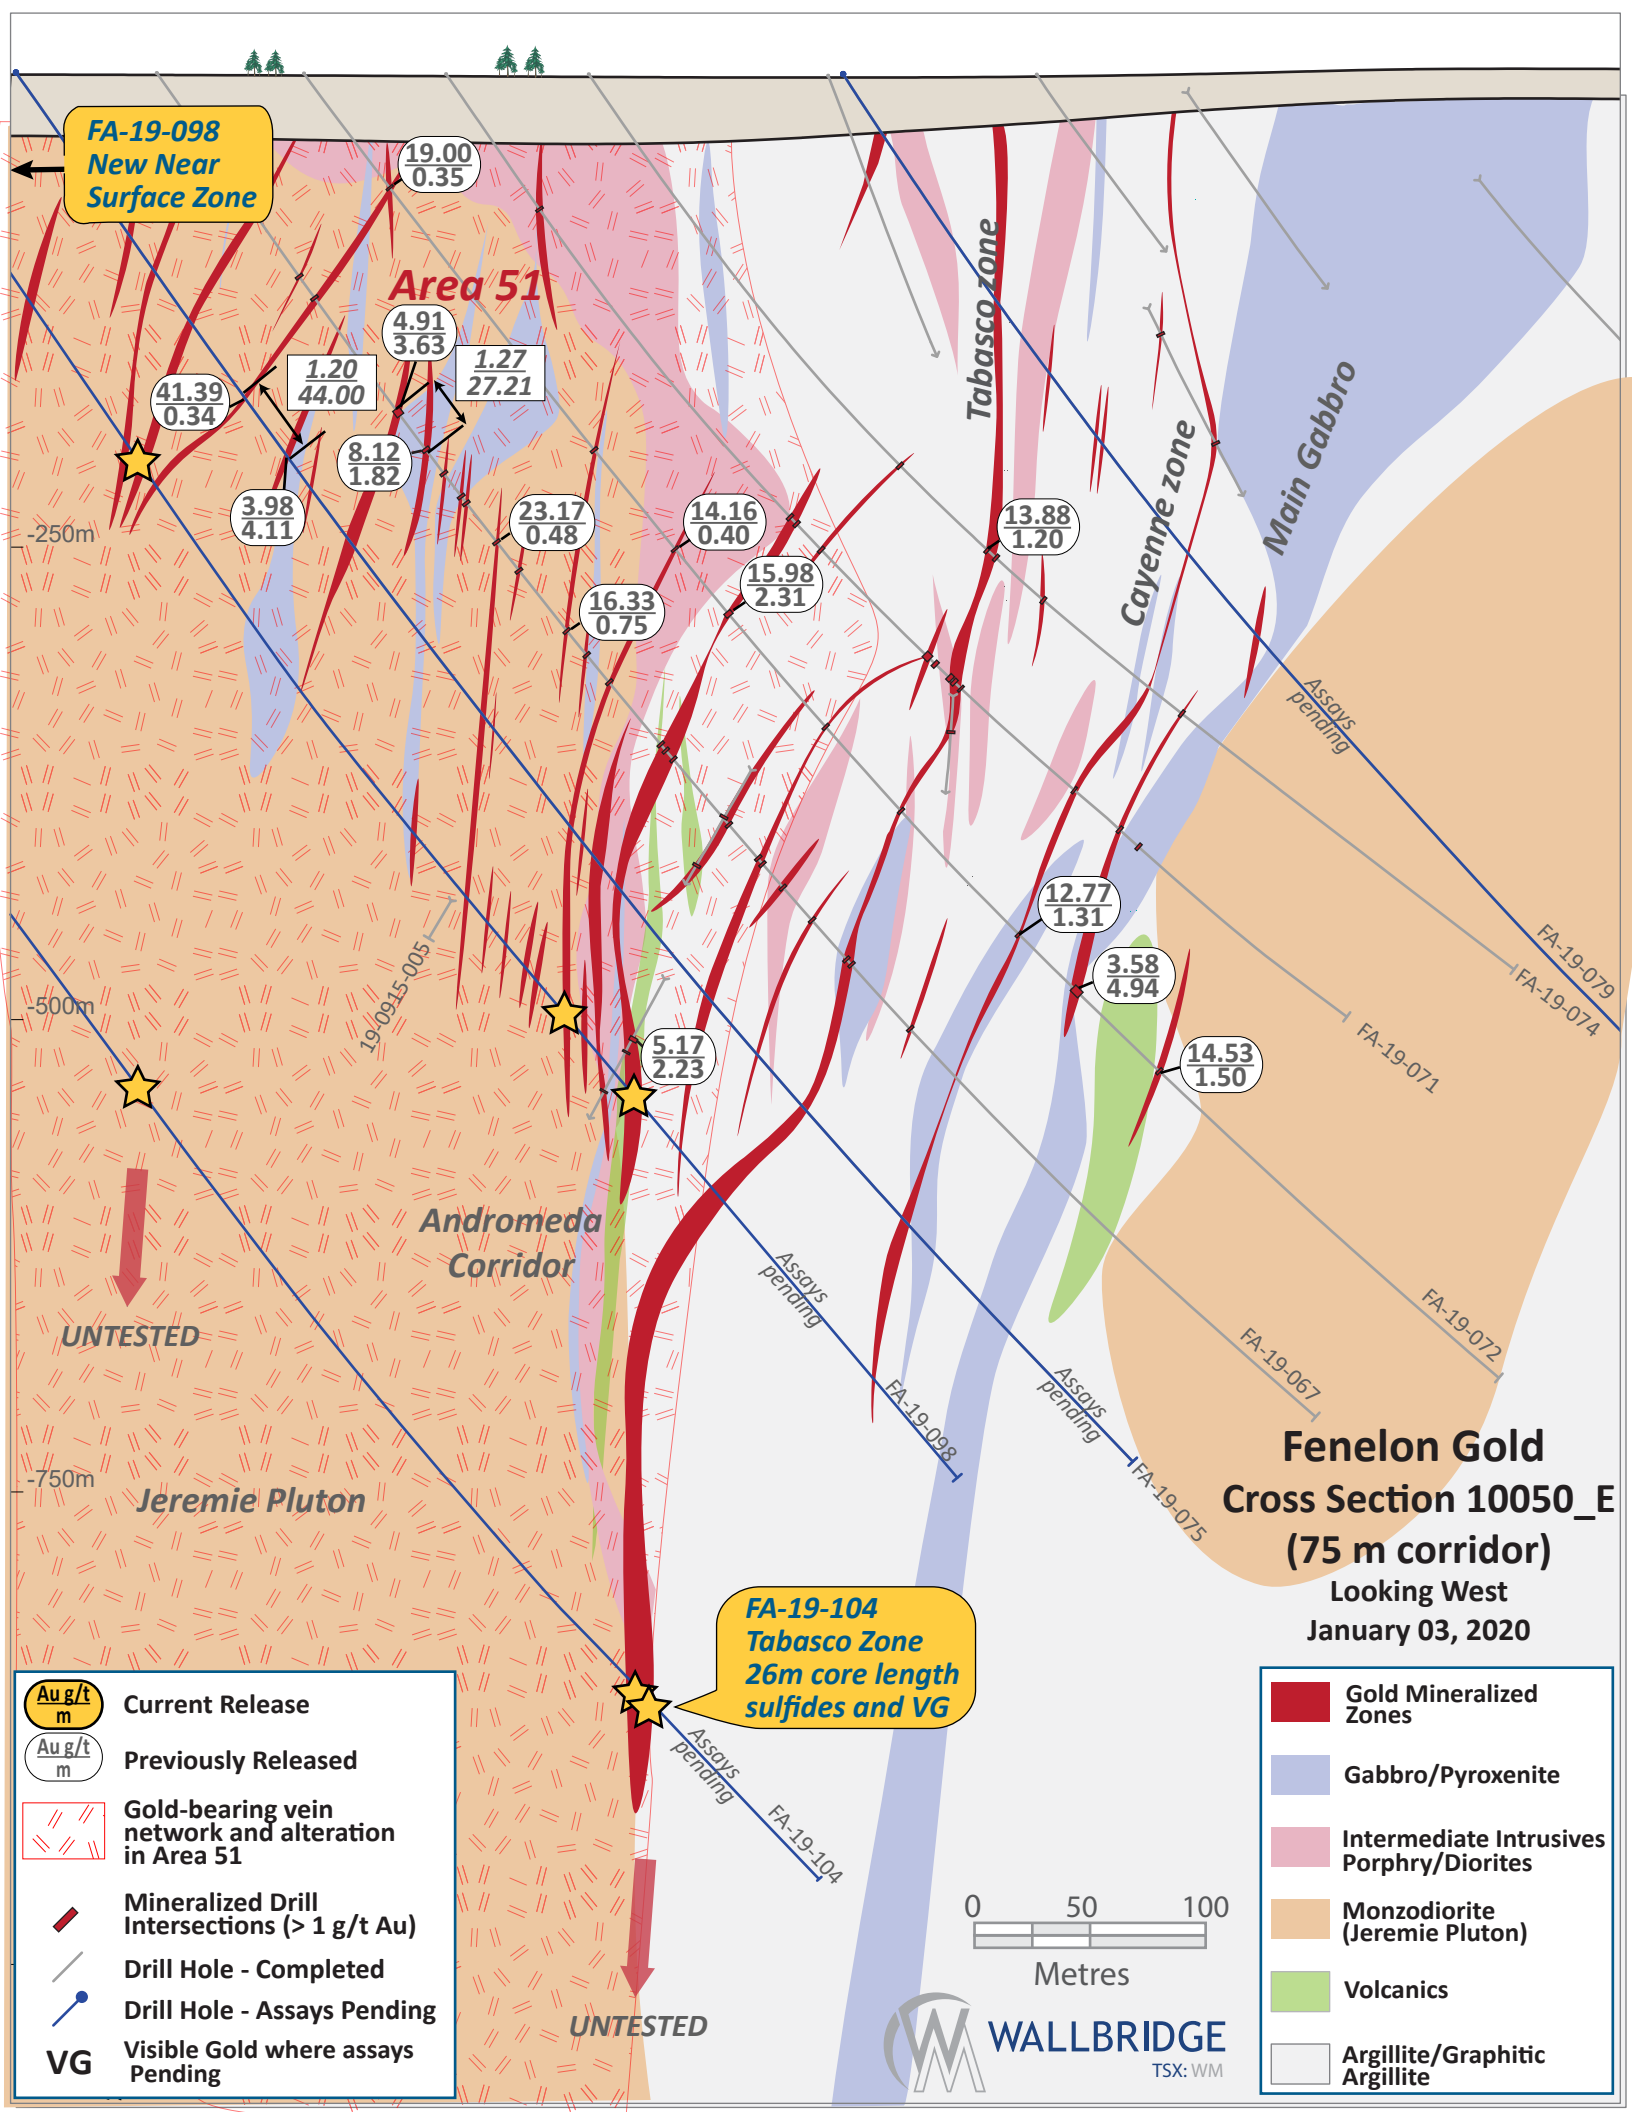 FA-19-098
New Near
Surface Zone
19.00
0.35
Area 51
4.91
3.63
1.20
44.00
1.27
27.21
41.39
0.34
8.12
1.82
3.98
4.11
23.17
0.48
14.16
0.40
15.98
2.31
16.33
0.75
13.88
1.20
Tabasco zone
Cayenne zone
Main Gabbro
-250m
Assays
pending
12.77
1.31
3.58
4.94
14.53
1.50
5.17
2.23
19-0915-005
-500m
FA-19-079
FA-19-074
FA-19-071
Andromeda
Corridor
UNTESTED
Assays
pending
FA-19-072
FA-19-067
Assays
pending
FA-19-098
FA-19-075
-750m
Jeremie Pluton
Fenelon Gold
Cross Section 10050_E
(75 m corridor)
Looking West
January 03, 2020
FA-19-104
Tabasco Zone
26m core length
sulfides and VG
Assays
pending
FA-19-104
UNTESTED
Au g/t
m
Current Release
Au g/t
m
Previously Released
Gold-bearing vein
network and alteration
in Area 51
Mineralized Drill
Intersections (> 1 g/t Au)
Drill Hole - Completed
Drill Hole - Assays Pending
VG
Visible Gold where assays
Pending
0 50 100
Metres
WALLBRIDGE
TSX: WM
Gold Mineralized
Zones
Gabbro/Pyroxenite
Intermediate Intrusives
Porphry/Diorites
Monzodiorite
(Jeremie Pluton)
Volcanics
Argillite/Graphitic
Argillite